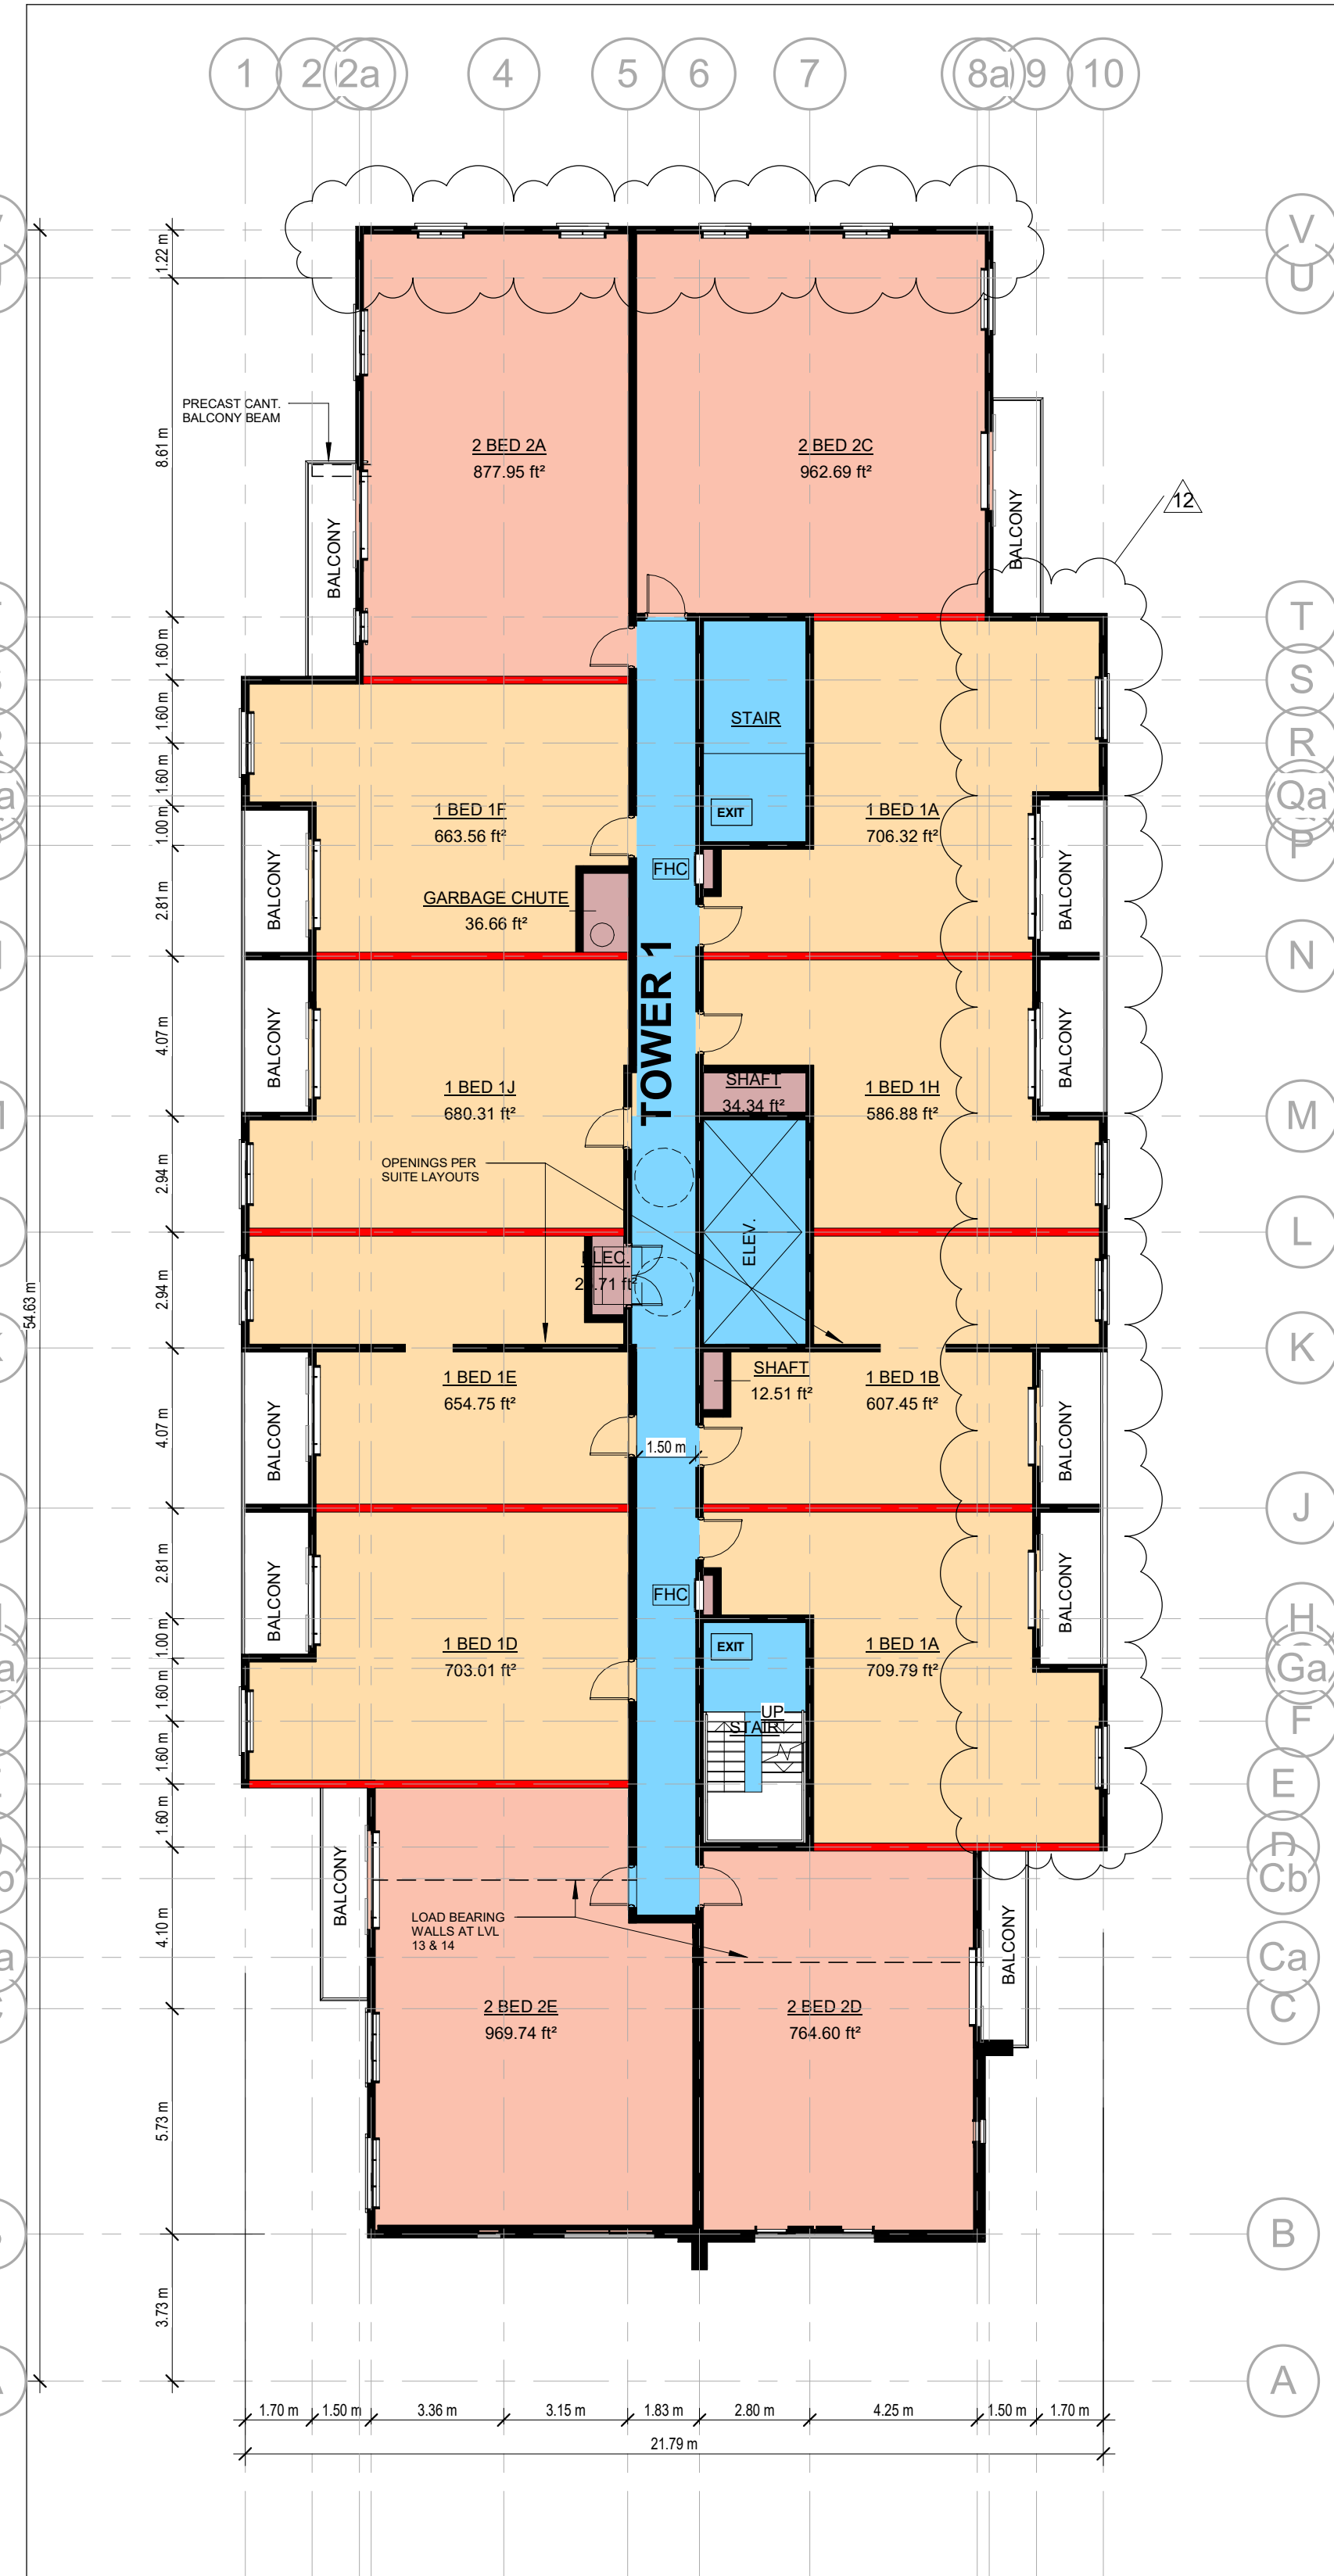 1
2
2a
4
5
6
7
8a
9
10
V
U
1.22 m
PRECAST CANT.
BALCONY BEAM
8.61 m
2 BED 2A
877.95 ft²
2 BED 2C
962.69 ft²
12
BALCONY
BALCONY
T
1.60 m
S
1.60 m
STAIR
R
1.60 m
Qa
1 BED 1F
663.56 ft²
EXIT
1 BED 1A
706.32 ft²
1.00 m
P
FHC
BALCONY
BALCONY
2.81 m
GARBAGE CHUTE
36.66 ft²
N
TOWER 1
4.07 m
BALCONY
BALCONY
1 BED 1J
680.31 ft²
SHAFT
34.34 ft²
1 BED 1H
586.88 ft²
M
OPENINGS PER
SUITE LAYOUTS
2.94 m
L
ELEV.
2.94 m
54.63 m
K
1 BED 1E
654.75 ft²
SHAFT
12.51 ft²
1 BED 1B
607.45 ft²
4.07 m
BALCONY
BALCONY
1.50 m
J
2.81 m
BALCONY
BALCONY
FHC
H
1.00 m
1 BED 1D
703.01 ft²
EXIT
1 BED 1A
709.79 ft²
Ga
1.60 m
UP
STAIR
F
1.60 m
E
1.60 m
D
BALCONY
Cb
LOAD BEARING
WALLS AT LVL
13 & 14
4.10 m
BALCONY
Ca
2 BED 2E
969.74 ft²
2 BED 2D
764.60 ft²
C
5.73 m
B
3.73 m
A
1.70 m
1.50 m
3.36 m
3.15 m
1.83 m
2.80 m
4.25 m
1.50 m
1.70 m
21.79 m